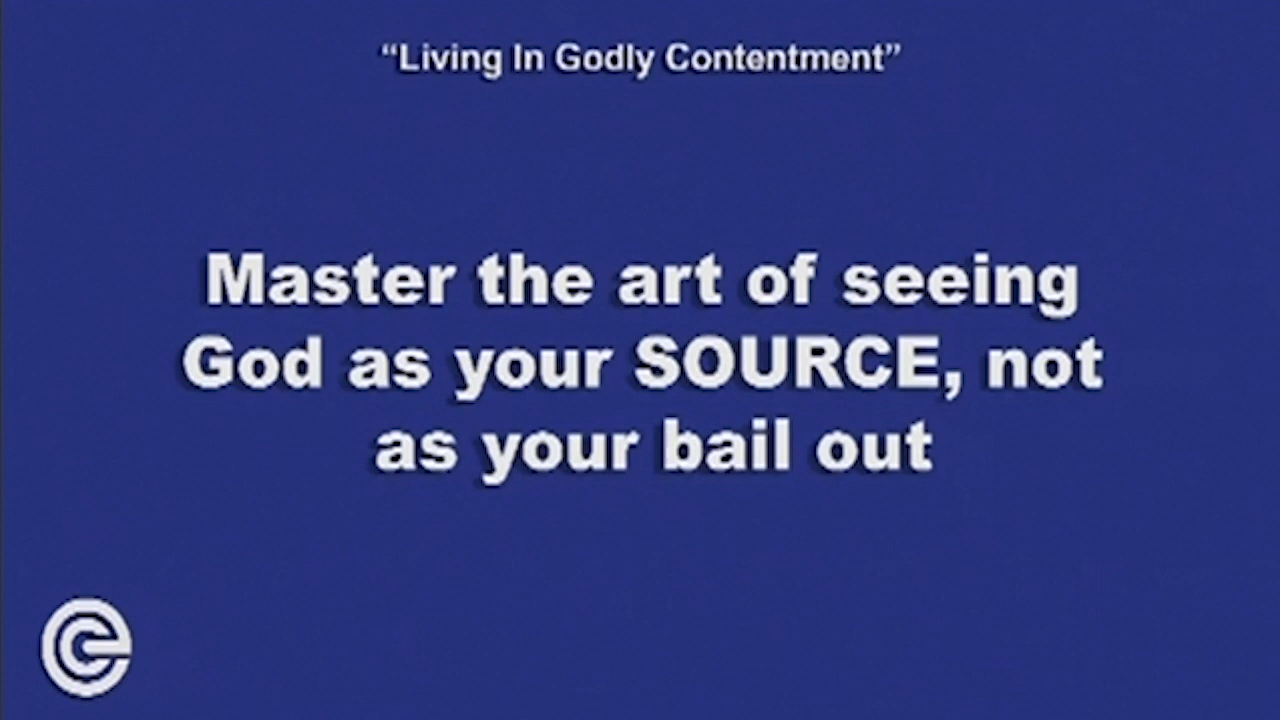 “Living In Godly Contentment”
Master the art of seeing
God as your SOURCE, not
as your bail out